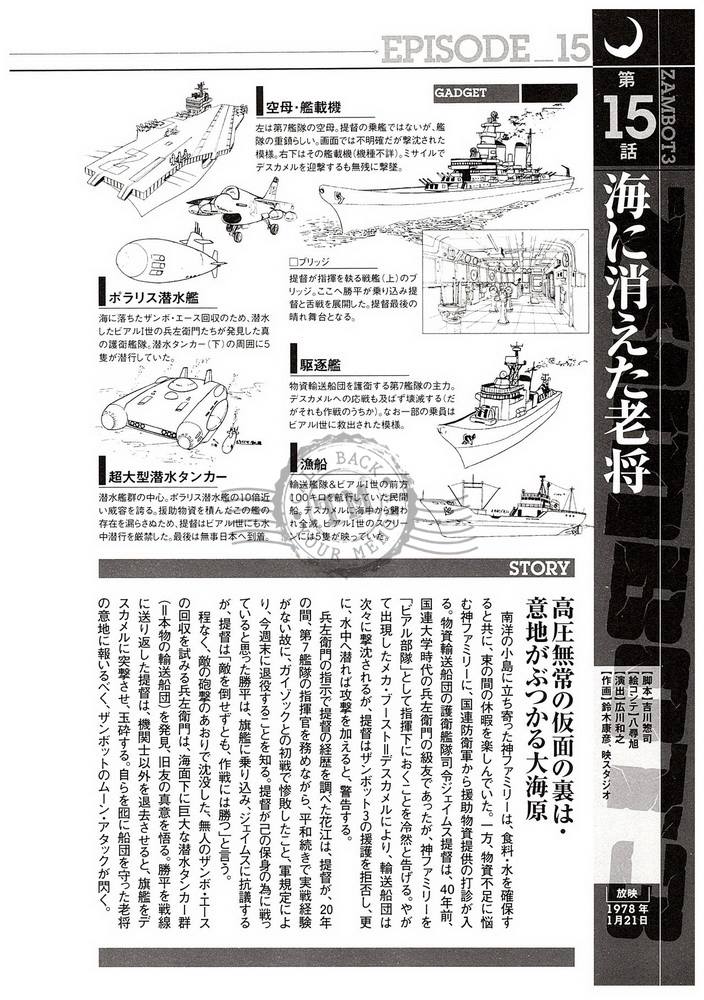 EPISODE_15
ZAMBOT3
第
15
話
海に消えた老将
【脚本】吉川惣司
【絵コンテ】八尋旭
【演出】広川和之
【作画】鈴木康彦、映スタジオ
放映
1978年
1月21日
GADGET
空母・艦載機
左は第7艦隊の空母。提督の乗艦ではないが、艦
隊の重鎮らしい。画面では不明確だが撃沈された
模様。右下はその艦載機(機種不詳)。ミサイルで
デスカメルを迎撃するも無残に撃墜。
□ブリッジ
提督が指揮を執る戦艦(上)のブ
リッジ。ここへ勝平が乗り込み提
督と舌戦を展開した。提督最後の
晴れ舞台となる。
ポラリス潜水艦
海に落ちたザンボ・エース回収のため、潜水
したビアルⅠ世の兵左衛門たちが発見した真
の護衛艦隊。潜水タンカー(下)の周囲に5
隻が潜行していた。
駆逐艦
物資輸送船団を護衛する第7艦隊の主力。
デスカメルへの応戦も及ばず壊滅する(だ
がそれも作戦のうちか)。なお一部の乗員は
ビアルⅠ世に救出された模様。
超大型潜水タンカー
潜水艦群の中心。ポラリス潜水艦の10倍近
い威容を誇る。援助物資を積んだこの艦の
存在を漏らさぬため、提督はビアルⅠ世にも水
中潜行を厳禁した。最後は無事日本へ到着。
漁船
輸送艦隊&ビアルⅠ世の前方
100キロを航行していた民間
船。デスカメルに海中から襲わ
れ全滅。ビアルⅠ世のスクリー
ンには5隻が映っていた。
STORY
高圧無常の仮面の裏は・
意地がぶつかる大海原
南洋の小島に立ち寄った神ファミリーは、食料・水を確保す
ると共に、束の間の休暇を楽しんでいた。一方、物資不足に悩
む神ファミリーに、国連防衛軍から援助物資提供の打診が入
る。物資輸送船団の護衛艦隊司令ジェイムス提督は、40年前、
国連大学時代の兵左衛門の級友であったが、神ファミリーを
「ビアル部隊」として指揮下におくことを冷然と告げる。やが
て出現したメカ・ブースト=デスカメルにより、輸送船団は
次々に撃沈されるが、提督はザンボット3の援護を拒否し、更
に、水中へ潜れば攻撃を加えると、警告する。
兵左衛門の指示で提督の経歴を調べた花江は、提督が、20年
の間、第7艦隊の指揮官を務めながら、平和続きで実戦経験
がない故に、ガイゾックとの初戦で惨敗したこと、軍規定によ
り、今週末に退役することを知る。提督が己の保身の為に戦っ
ていると思った勝平は、旗艦に乗り込み、ジェイムスに抗議する
が、提督は「敵を倒せずとも、作戦には勝つ」と言う。
程なく、敵の砲撃のあおりで沈没した、無人のザンボ・エース
の回収を試みる兵左衛門は、海面下に巨大な潜水タンカー群
(=本物の輸送船団)を発見、旧友の真意を悟る。勝平を戦線
に送り返した提督は、機関士以外を退去させると、旗艦をデ
スカメルに突撃させ、玉砕する。自らを囮に船団を守った老将
の意地に報いるべく、ザンボットのムーン・アタックが閃く。